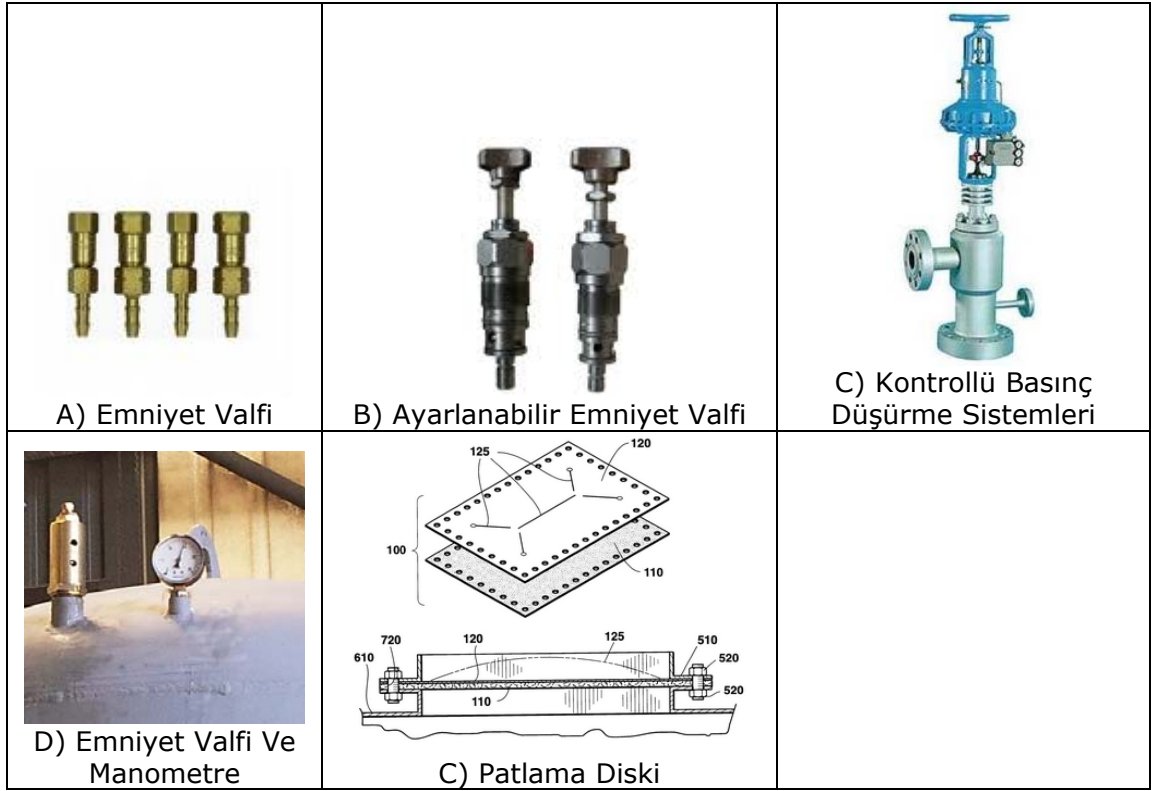 A) Emniyet Valfi
B) Ayarlanabilir Emniyet Valfi
C) Kontrollü Basınç
Düşürme Sistemleri
D) Emniyet Valfi Ve
Manometre
125
120
100
110
720
120
125
510
610
520
520
110
C) Patlama Diski